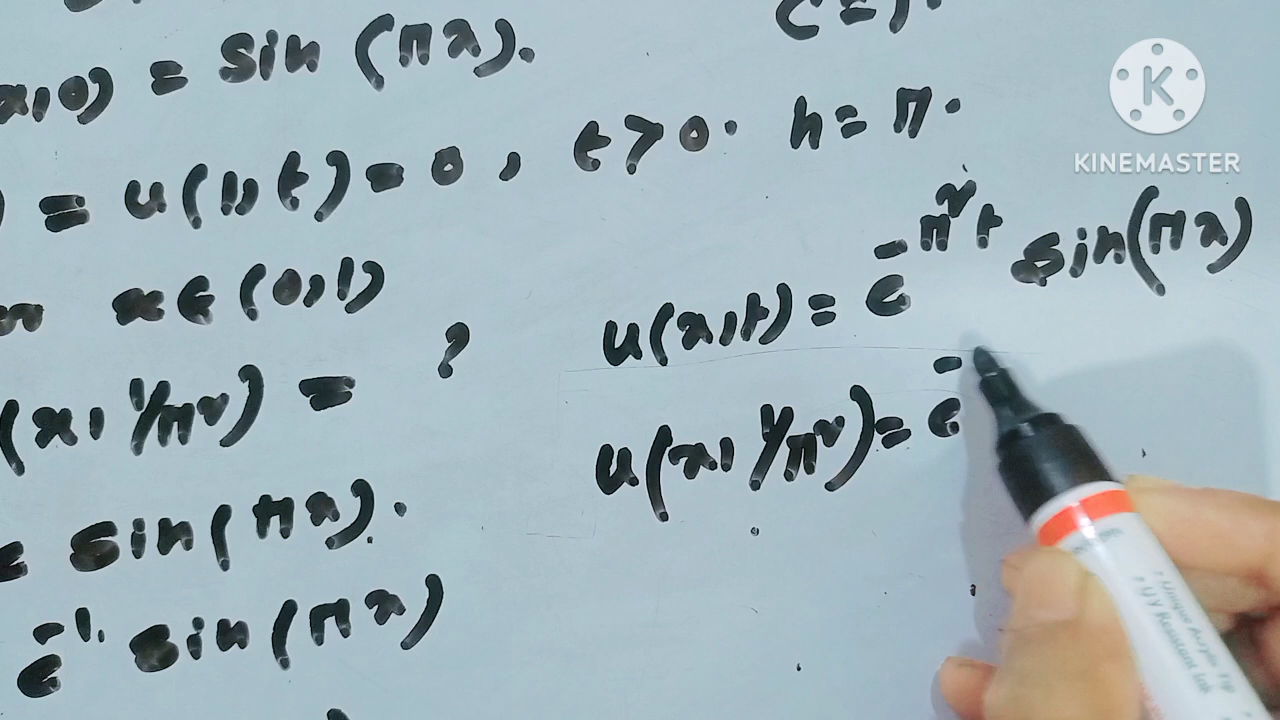 x,0) = sin (πx).
c=1.
= u(1,t)=0, t>0. n=π.
x∈(0,1)
u(x,t) = e^-π²t sin(πx)
(x, 1/π²) = ?
u(x, 1/π²) = e^-
= sin(πx).
e^-1. sin(πx)
K
KINEMASTER